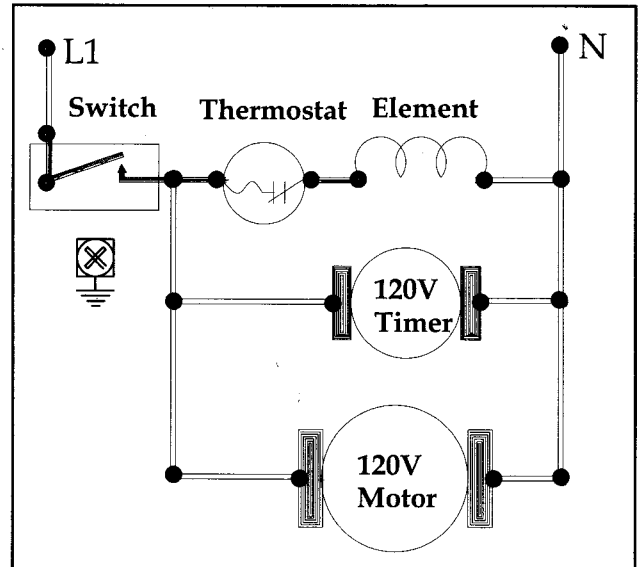 L1
N
Switch
Thermostat
Element
120V
Timer
120V
Motor